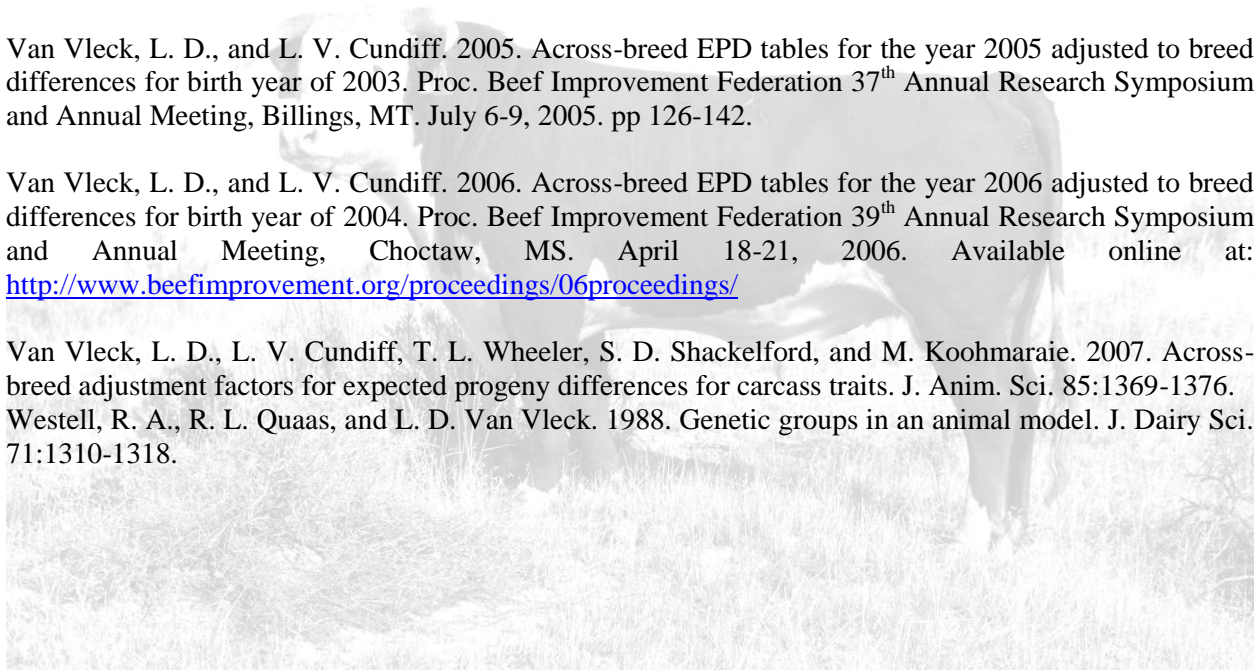 Van Vleck, L. D., and L. V. Cundiff. 2005. Across-breed EPD tables for the year 2005 adjusted to breed
differences for birth year of 2003. Proc. Beef Improvement Federation 37th Annual Research Symposium
and Annual Meeting, Billings, MT. July 6-9, 2005. pp 126-142.
Van Vleck, L. D., and L. V. Cundiff. 2006. Across-breed EPD tables for the year 2006 adjusted to breed
differences for birth year of 2004. Proc. Beef Improvement Federation 39th Annual Research Symposium
and Annual Meeting, Choctaw, MS. April 18-21, 2006. Available online at:
http://www.beefimprovement.org/proceedings/06proceedings/
Van Vleck, L. D., L. V. Cundiff, T. L. Wheeler, S. D. Shackelford, and M. Koohmaraie. 2007. Across-
breed adjustment factors for expected progeny differences for carcass traits. J. Anim. Sci. 85:1369-1376.
Westell, R. A., R. L. Quaas, and L. D. Van Vleck. 1988. Genetic groups in an animal model. J. Dairy Sci.
71:1310-1318.